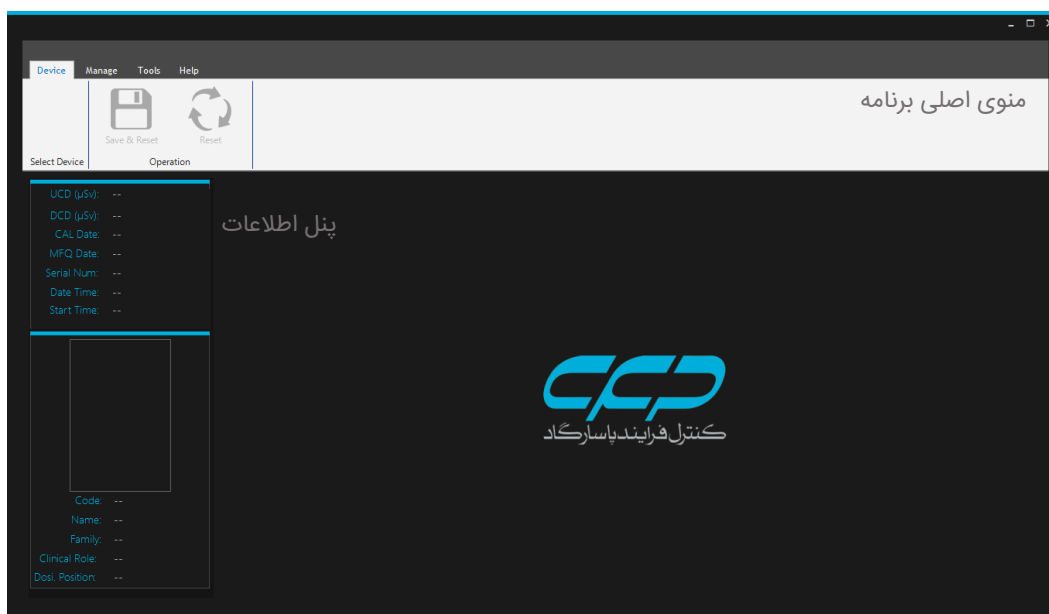 Device Manage Tools Help
منوی اصلی برنامه
Save & Reset Reset
Select Device Operation
UCD (µSv): --
DCD (µSv): --
CAL Date: --
MFQ Date: --
Serial Num: --
Date Time: --
Start Time: --
پنل اطلاعات
کنترل فرایند پاسارگاد
Code: --
Name: --
Family: --
Clinical Role: --
Dosi. Position: --